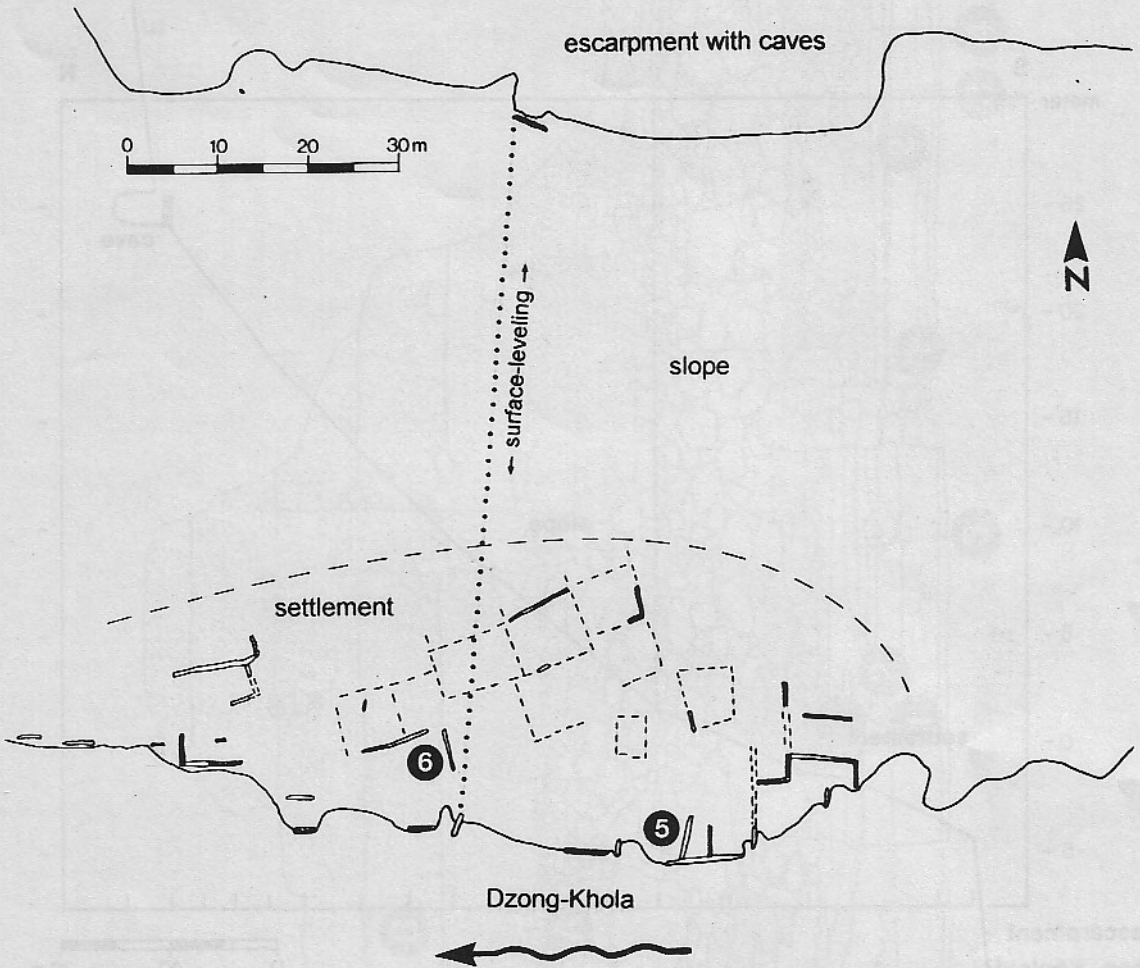 escarpment with caves
0 10 20 30 m
N
← surface-leveling →
slope
settlement
6
5
Dzong-Khola